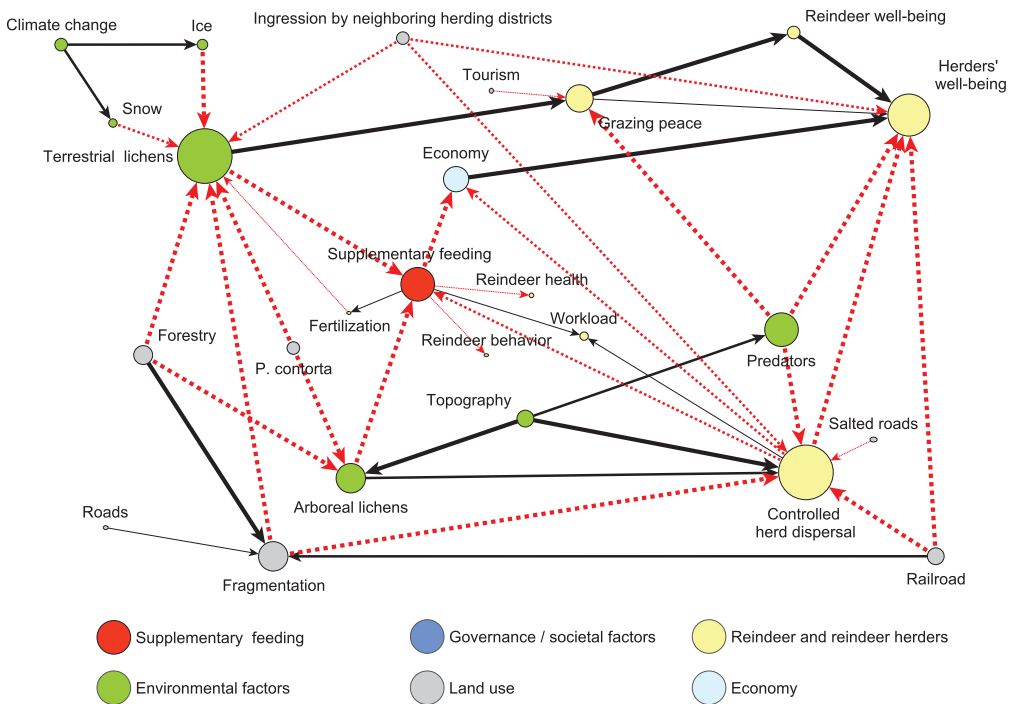 Ingression by neighboring herding districts
Reindeer well-being
Climate change
Ice
Herders'
well-being
Tourism
Snow
Grazing peace
Terrestrial lichens
Economy
Supplementary feeding
Reindeer health
Fertilization
Workload
Forestry
Reindeer behavior
P. contorta
Predators
Topography
Salted roads
Arboreal lichens
Roads
Controlled
herd dispersal
Fragmentation
Railroad
Supplementary feeding
Governance / societal factors
Reindeer and reindeer herders
Environmental factors
Land use
Economy